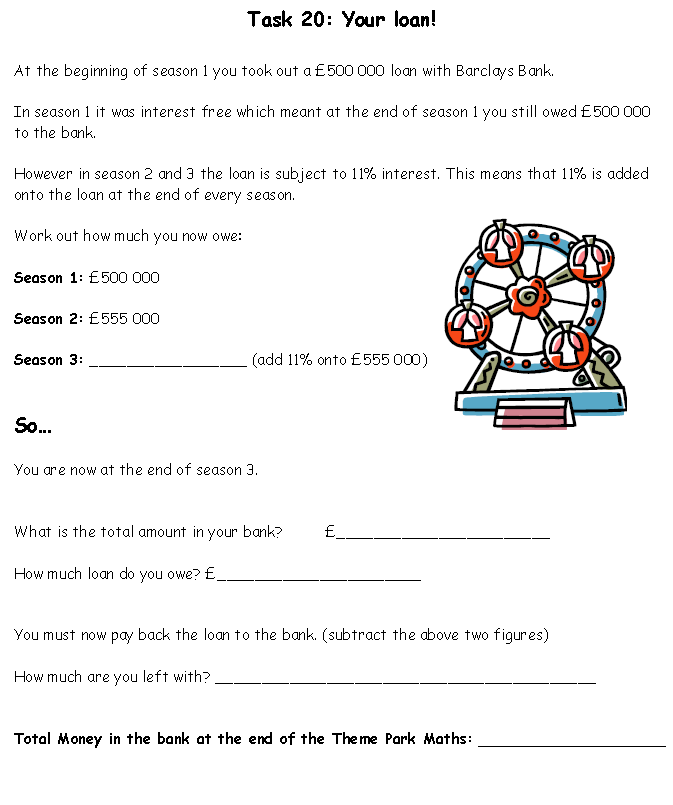 Task 20: Your loan!
At the beginning of season 1 you took out a £500 000 loan with Barclays Bank.
In season 1 it was interest free which meant at the end of season 1 you still owed £500 000
to the bank.
However in season 2 and 3 the loan is subject to 11% interest. This means that 11% is added
onto the loan at the end of every season.
Work out how much you now owe:
Season 1: £500 000
Season 2: £555 000
Season 3: _________________ (add 11% onto £555 000)
So...
You are now at the end of season 3.
What is the total amount in your bank? £_______________________
How much loan do you owe? £______________________
You must now pay back the loan to the bank. (subtract the above two figures)
How much are you left with? _________________________________________
Total Money in the bank at the end of the Theme Park Maths: ____________________